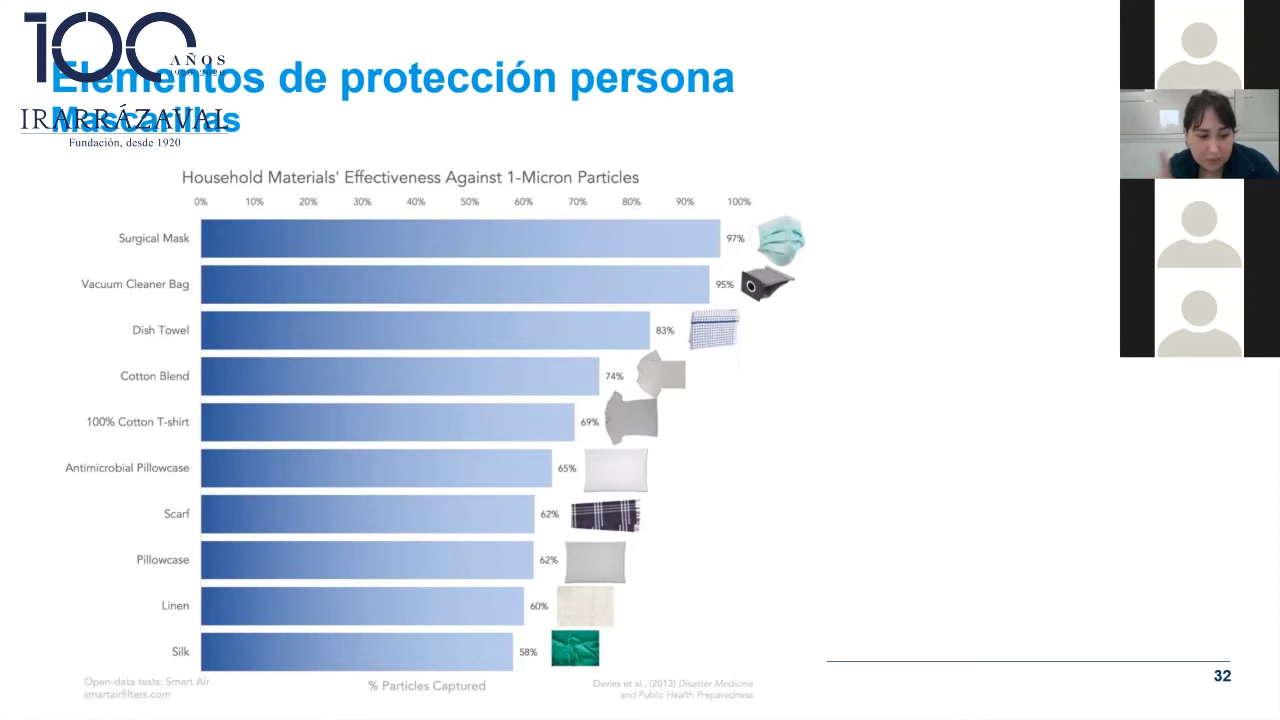 100
AÑOS
1920-2020
Elementos de protección persona
Mascarillas
IRARRÁZAVAL
Fundación, desde 1920
Household Materials' Effectiveness Against 1-Micron Particles
0% 10% 20% 30% 40% 50% 60% 70% 80% 90% 100%
Surgical Mask 97%
Vacuum Cleaner Bag 95%
Dish Towel 83%
Cotton Blend 74%
100% Cotton T-shirt 69%
Antimicrobial Pillowcase 65%
Scarf 62%
Pillowcase 62%
Linen 60%
Silk 58%
% Particles Captured
Open-data tests: Smart Air
smartairfilters.com
Davies et al., (2013) Disaster Medicine
and Public Health Preparedness
32